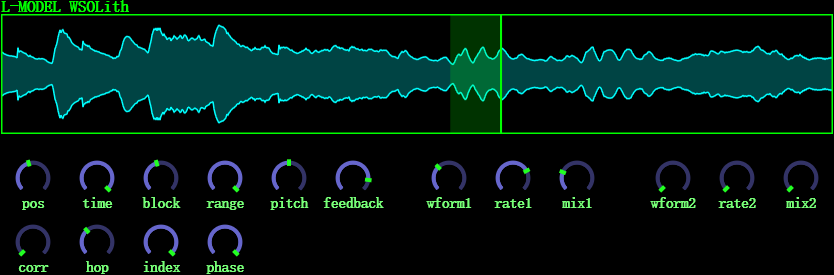 L-MODEL WSOLith
pos time block range pitch feedback wform1 rate1 mix1 wform2 rate2 mix2
corr hop index phase